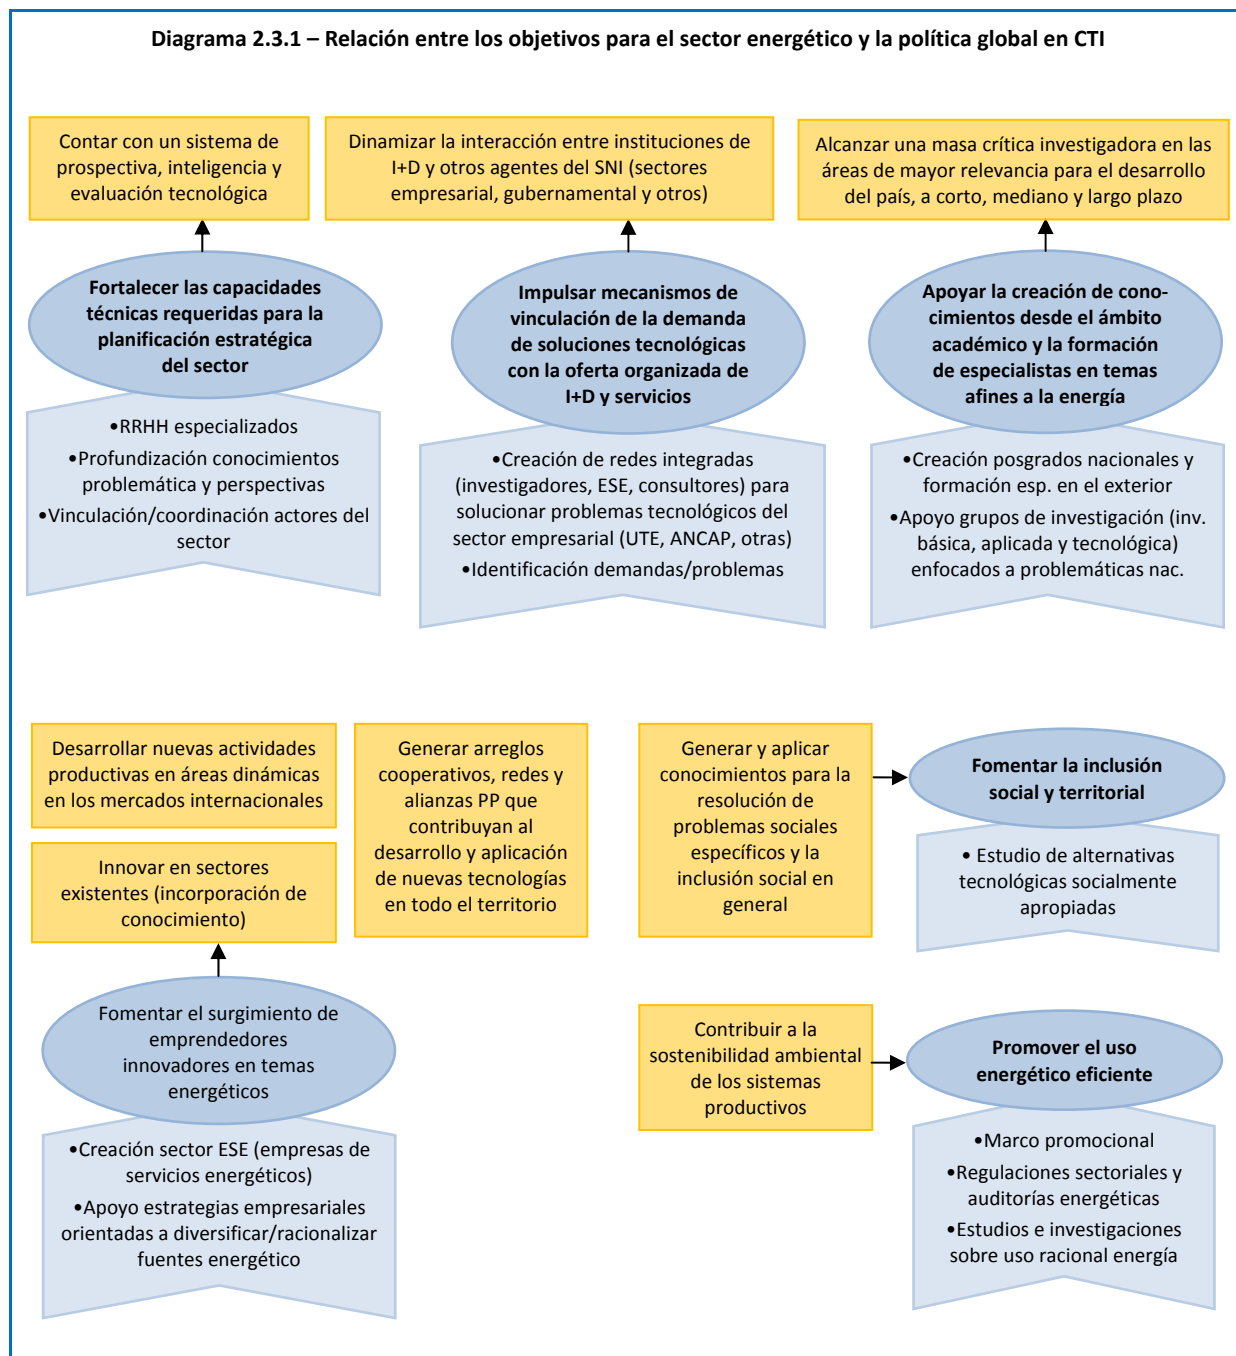 Diagrama 2.3.1 – Relación entre los objetivos para el sector energético y la política global en CTI
Contar con un sistema de
prospectiva, inteligencia y
evaluación tecnológica
Dinamizar la interacción entre instituciones de
I+D y otros agentes del SNI (sectores
empresarial, gubernamental y otros)
Alcanzar una masa crítica investigadora en las
áreas de mayor relevancia para el desarrollo
del país, a corto, mediano y largo plazo
Fortalecer las capacidades
técnicas requeridas para la
planificación estratégica
del sector
Impulsar mecanismos de
vinculación de la demanda
de soluciones tecnológicas
con la oferta organizada de
I+D y servicios
Apoyar la creación de cono-
cimientos desde el ámbito
académico y la formación
de especialistas en temas
afines a la energía
•RRHH especializados
•Profundización conocimientos
problemática y perspectivas
•Vinculación/coordinación actores del
sector
•Creación de redes integradas
(investigadores, ESE, consultores) para
solucionar problemas tecnológicos del
sector empresarial (UTE, ANCAP, otras)
•Identificación demandas/problemas
•Creación posgrados nacionales y
formación esp. en el exterior
•Apoyo grupos de investigación (inv.
básica, aplicada y tecnológica)
enfocados a problemáticas nac.
Desarrollar nuevas actividades
productivas en áreas dinámicas
en los mercados internacionales
Innovar en sectores
existentes (incorporación de
conocimiento)
Generar arreglos
cooperativos, redes y
alianzas PP que
contribuyan al
desarrollo y aplicación
de nuevas tecnologías
en todo el territorio
Generar y aplicar
conocimientos para la
resolución de
problemas sociales
específicos y la
inclusión social en
general
Fomentar la inclusión
social y territorial
• Estudio de alternativas
tecnológicas socialmente
apropiadas
Fomentar el surgimiento de
emprendedores
innovadores en temas
energéticos
•Creación sector ESE (empresas de
servicios energéticos)
•Apoyo estrategias empresariales
orientadas a diversificar/racionalizar
fuentes energético
Contribuir a la
sostenibilidad ambiental
de los sistemas
productivos
Promover el uso
energético eficiente
•Marco promocional
•Regulaciones sectoriales y
auditorías energéticas
•Estudios e investigaciones
sobre uso racional energía